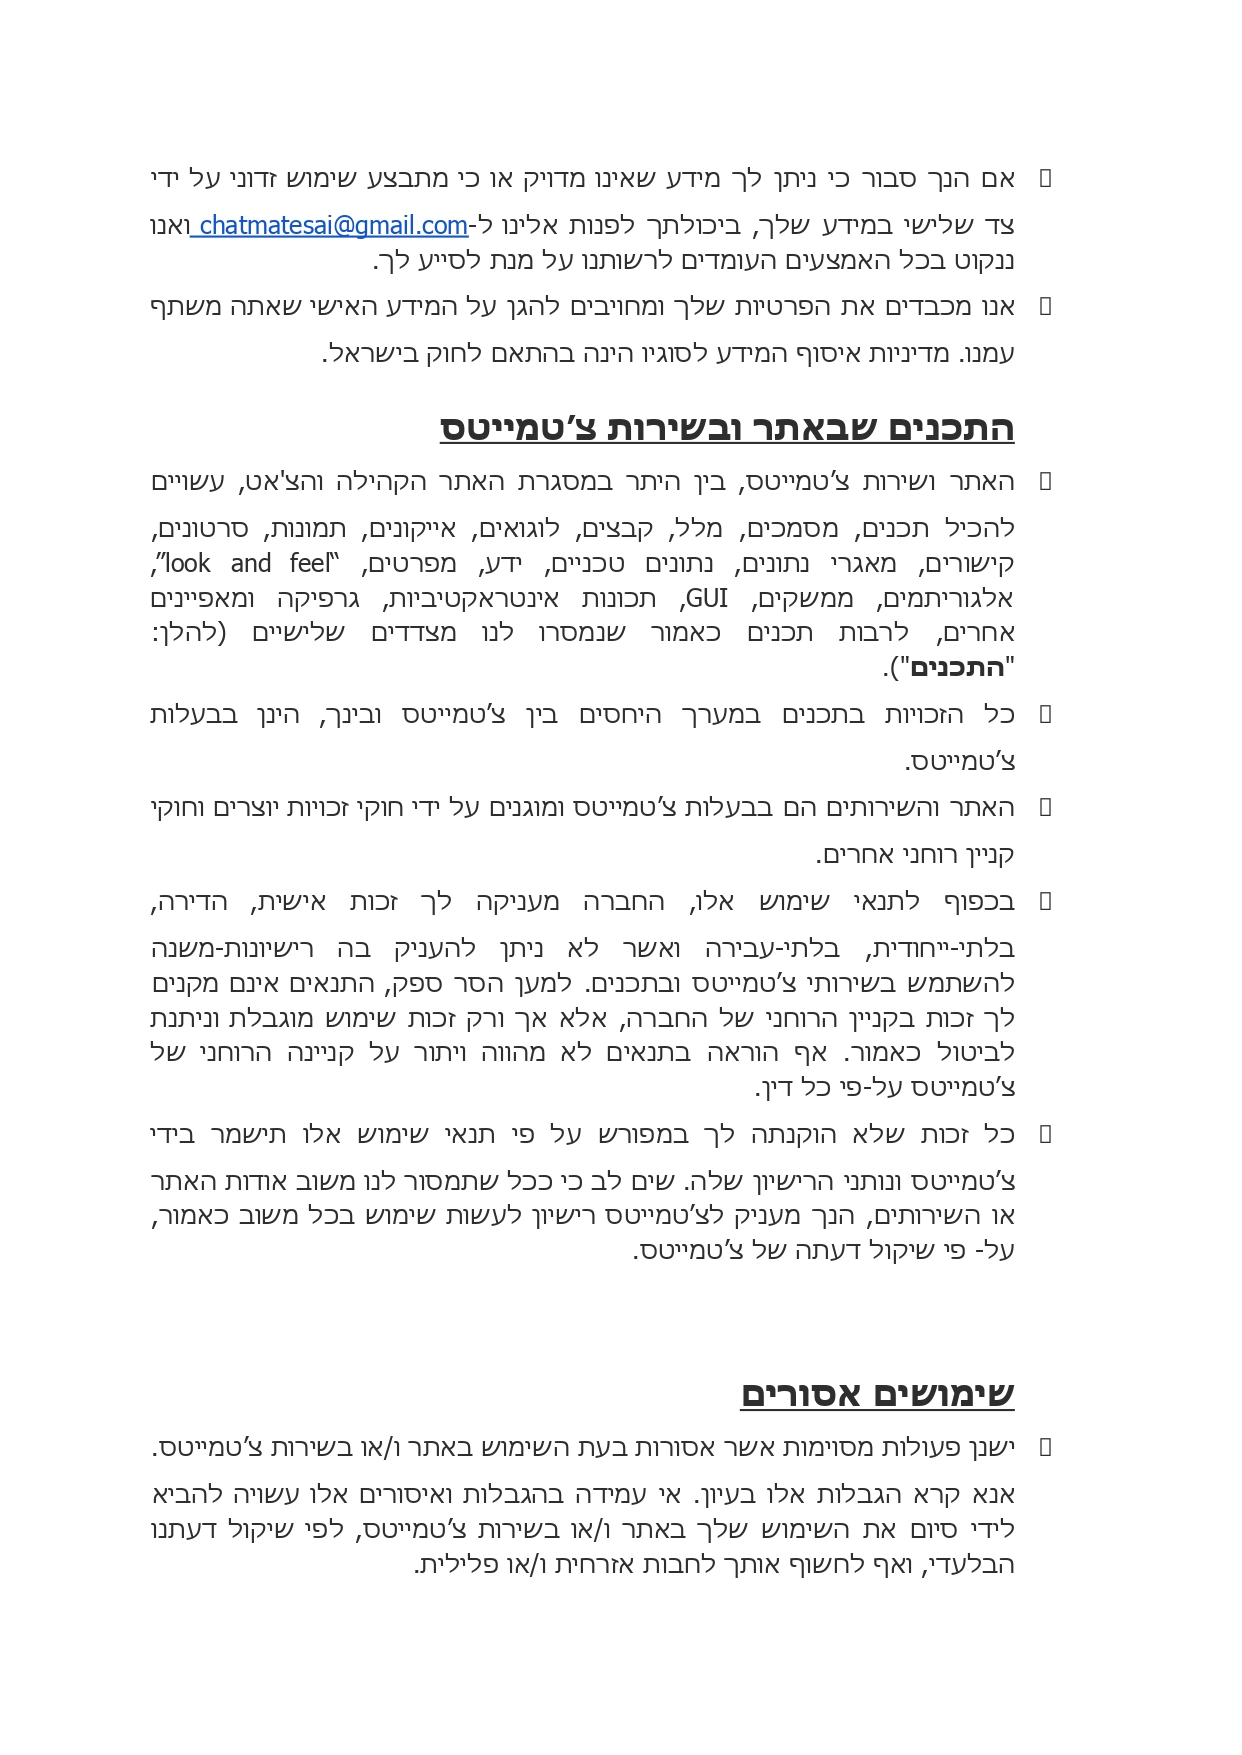 אם הנך סבור כי ניתן לך מידע שאינו מדויק או כי מתבצע שימוש זדוני על ידי
צד שלישי במידע שלך, ביכולתך לפנות אלינו ל-chatmatesai@gmail.com ואנו
ננקוט בכל האמצעים העומדים לרשותנו על מנת לסייע לך.
אנו מכבדים את הפרטיות שלך ומחויבים להגן על המידע האישי שאתה משתף
עמנו. מדיניות איסוף המידע לסוגיו הינה בהתאם לחוק בישראל.
התכנים שבאתר ובשירות צ’טמייטס
האתר ושירות צ’טמייטס, בין היתר במסגרת האתר הקהילה והצ'אט, עשויים
להכיל תכנים, מסמכים, מלל, קבצים, לוגואים, אייקונים, תמונות, סרטונים,
קישורים, מאגרי נתונים, נתונים טכניים, ידע, מפרטים, “look and feel”,
אלגוריתמים, ממשקים, GUI, תכונות אינטראקטיביות, גרפיקה ומאפיינים
אחרים, לרבות תכנים כאמור שנמסרו לנו מצדדים שלישיים (להלן:
"התכנים").
כל הזכויות בתכנים במערך היחסים בין צ’טמייטס ובינך, הינן בבעלות
צ’טמייטס.
האתר והשירותים הם בבעלות צ’טמייטס ומוגנים על ידי חוקי זכויות יוצרים וחוקי
קניין רוחני אחרים.
בכפוף לתנאי שימוש אלו, החברה מעניקה לך זכות אישית, הדירה,
בלתי-ייחודית, בלתי-עבירה ואשר לא ניתן להעניק בה רישיונות-משנה
להשתמש בשירותי צ’טמייטס ובתכנים. למען הסר ספק, התנאים אינם מקנים
לך זכות בקניין הרוחני של החברה, אלא אך ורק זכות שימוש מוגבלת וניתנת
לביטול כאמור. אף הוראה בתנאים לא מהווה ויתור על קניינה הרוחני של
צ’טמייטס על-פי כל דין.
כל זכות שלא הוקנתה לך במפורש על פי תנאי שימוש אלו תישמר בידי
צ’טמייטס ונותני הרישיון שלה. שים לב כי ככל שתמסור לנו משוב אודות האתר
או השירותים, הנך מעניק לצ’טמייטס רישיון לעשות שימוש בכל משוב כאמור,
על- פי שיקול דעתה של צ’טמייטס.
שימושים אסורים
ישנן פעולות מסוימות אשר אסורות בעת השימוש באתר ו/או בשירות צ’טמייטס.
אנא קרא הגבלות אלו בעיון. אי עמידה בהגבלות ואיסורים אלו עשויה להביא
לידי סיום את השימוש שלך באתר ו/או בשירות צ’טמייטס, לפי שיקול דעתנו
הבלעדי, ואף לחשוף אותך לחבות אזרחית ו/או פלילית.